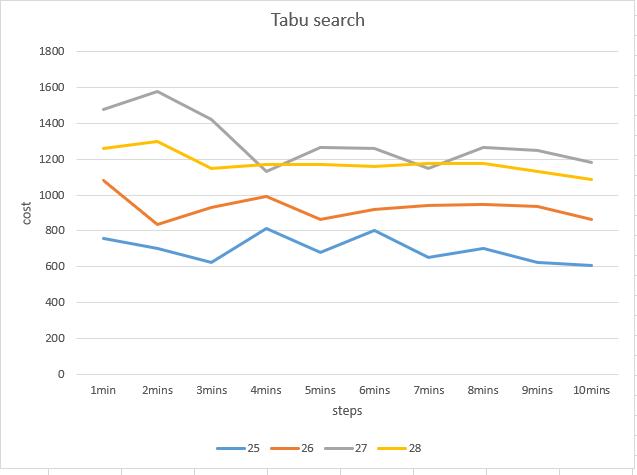 Tabu search
1800
1600
1400
1200
1000
800
600
400
200
0
cost
1min 2mins 3mins 4mins 5mins 6mins 7mins 8mins 9mins 10mins
steps
25 26 27 28